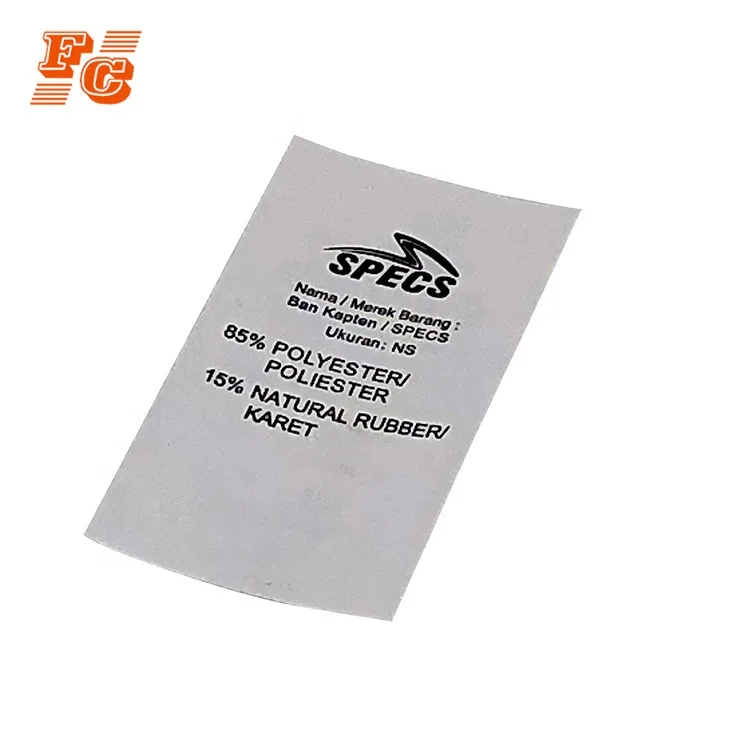 FC
SPECS
Nama / Merek Barang :
Ban Kapten / SPECS
Ukuran: NS
85% POLYESTER/
POLIESTER
15% NATURAL RUBBER/
KARET